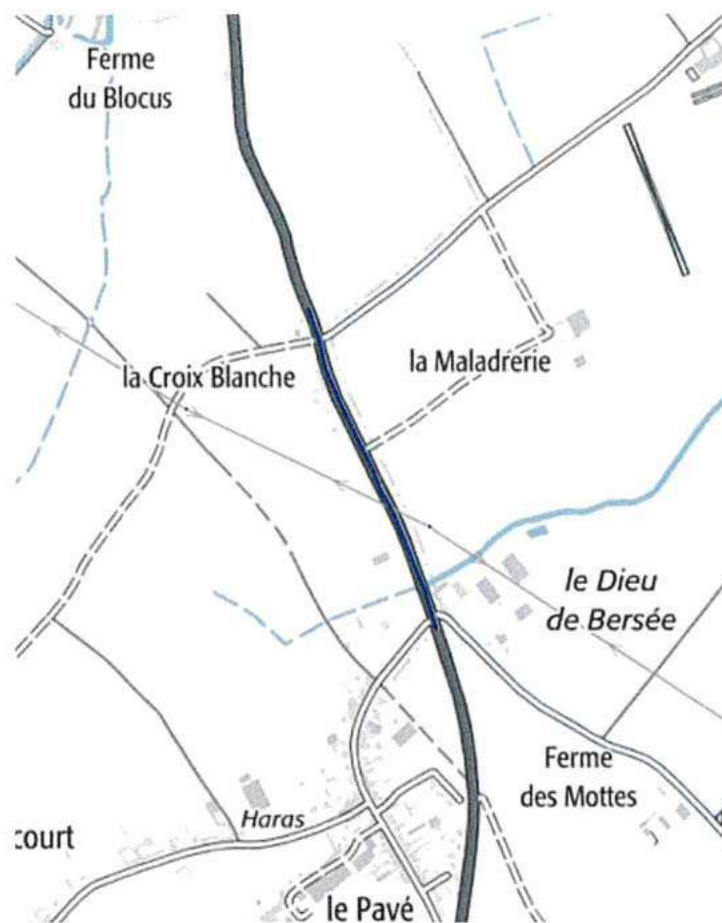 Ferme
du Blocus
la Croix Blanche
la Maladrerie
le Dieu
de Bersée
Ferme
des Mottes
Haras
court
le Pavé